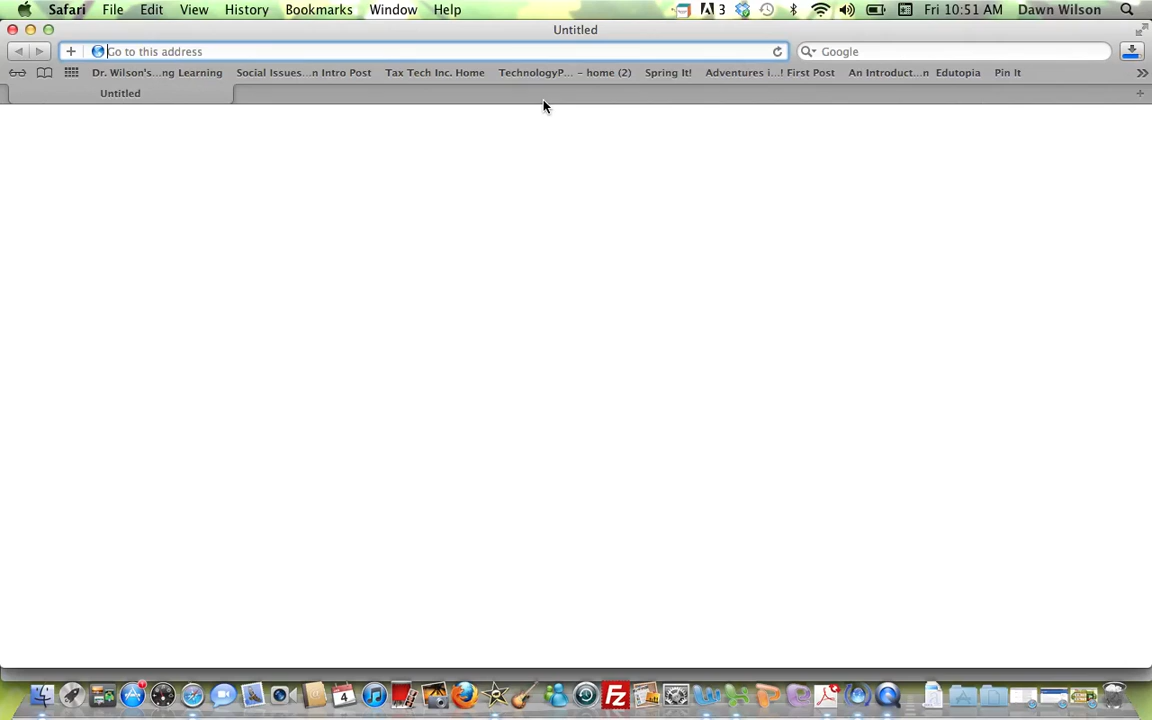 Safari File Edit View History Bookmarks Window Help 3 Fri 10:51 AM Dawn Wilson
Untitled
Go to this address Google
Dr. Wilson's...ng Learning Social Issues...n Intro Post Tax Tech Inc. Home TechnologyP... – home (2) Spring It! Adventures i...! First Post An Introduct...n Edutopia Pin It
Untitled
4 Fz